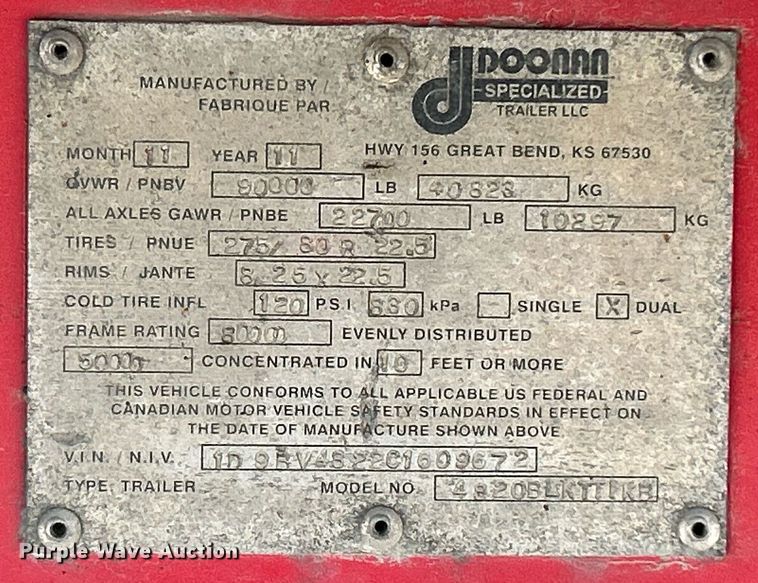 DOONAN
SPECIALIZED
TRAILER LLC
MANUFACTURED BY /
FABRIQUE PAR
MONTH 11 YEAR 11 HWY 156 GREAT BEND, KS 67530
GVWR / PNBV 90000 LB 40823 KG
ALL AXLES GAWR / PNBE 22700 LB 10297 KG
TIRES / PNUE 275/ 80 R 22.5
RIMS / JANTE 8.25 X 22.5
COLD TIRE INFL 120 P.S.I. 830 kPa - SINGLE X DUAL
FRAME RATING 80000 EVENLY DISTRIBUTED
50000 CONCENTRATED IN 10 FEET OR MORE
THIS VEHICLE CONFORMS TO ALL APPLICABLE US FEDERAL AND
CANADIAN MOTOR VEHICLE SAFETY STANDARDS IN EFFECT ON
THE DATE OF MANUFACTURE SHOWN ABOVE
V.I.N. / N.I.V.
TYPE: TRAILER MODEL NO.
Purple Wave Auction